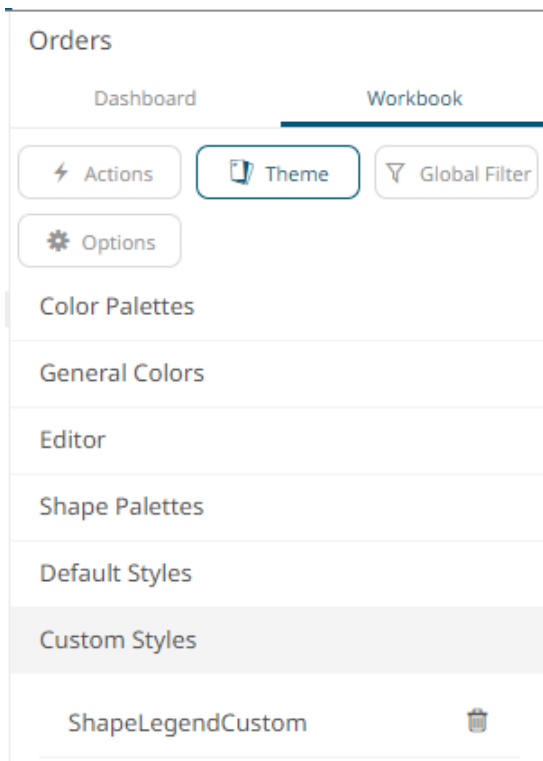 Orders
Dashboard Workbook
Actions Theme Global Filter
Options
Color Palettes
General Colors
Editor
Shape Palettes
Default Styles
Custom Styles
ShapeLegendCustom